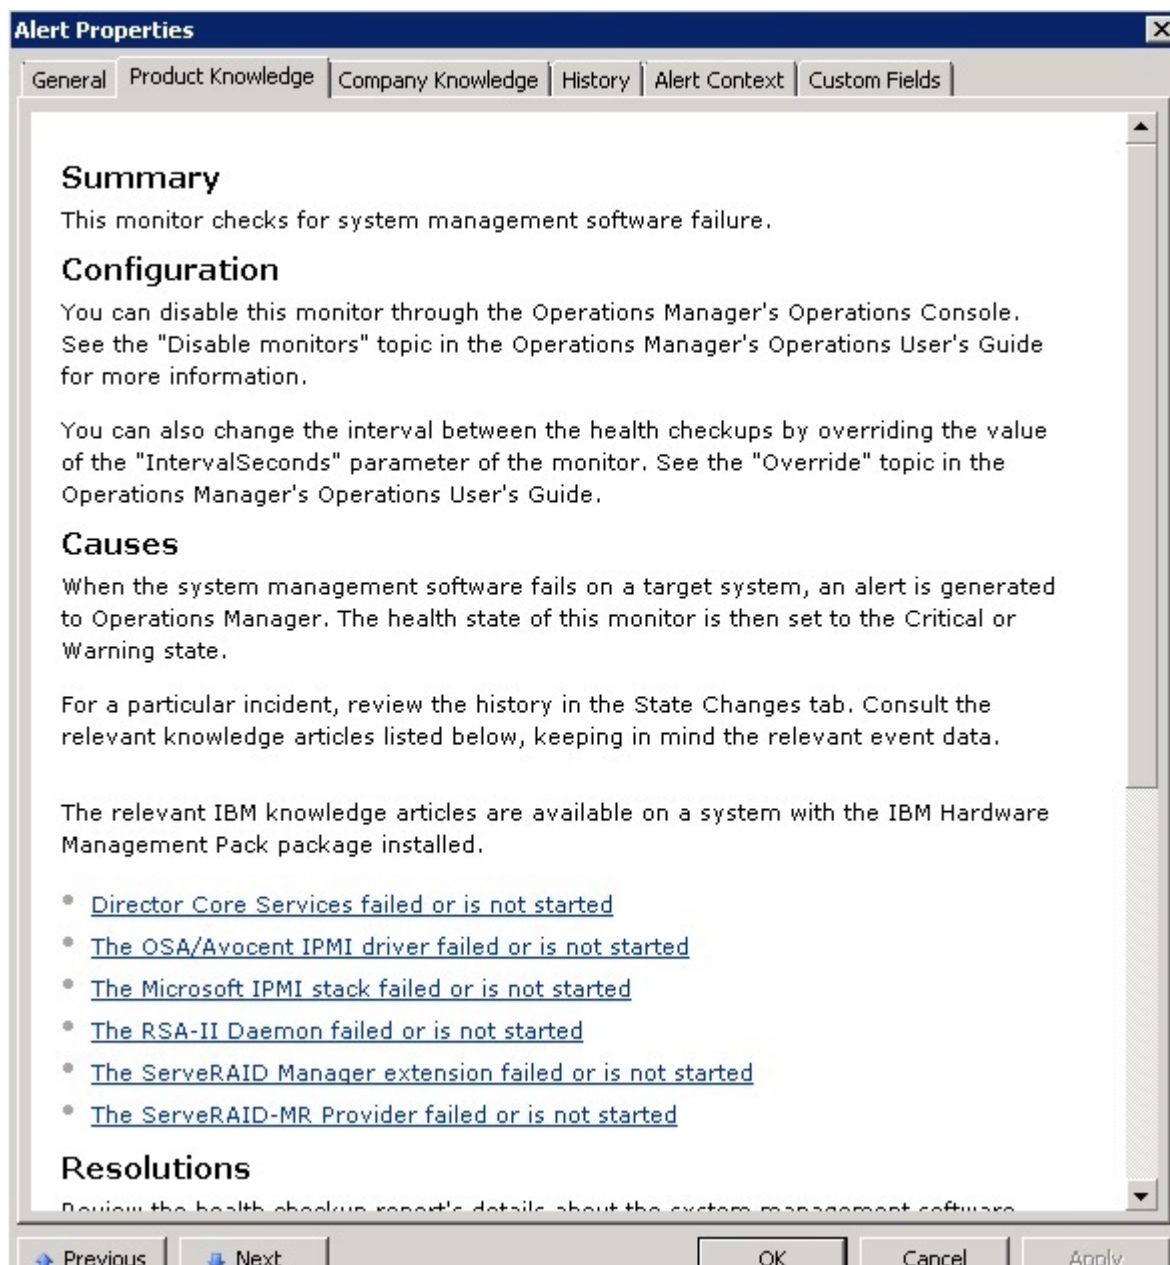 Alert Properties
General Product Knowledge Company Knowledge History Alert Context Custom Fields
Summary
This monitor checks for system management software failure.
Configuration
You can disable this monitor through the Operations Manager's Operations Console.
See the "Disable monitors" topic in the Operations Manager's Operations User's Guide
for more information.
You can also change the interval between the health checkups by overriding the value
of the "IntervalSeconds" parameter of the monitor. See the "Override" topic in the
Operations Manager's Operations User's Guide.
Causes
When the system management software fails on a target system, an alert is generated
to Operations Manager. The health state of this monitor is then set to the Critical or
Warning state.
For a particular incident, review the history in the State Changes tab. Consult the
relevant knowledge articles listed below, keeping in mind the relevant event data.
The relevant IBM knowledge articles are available on a system with the IBM Hardware
Management Pack package installed.
Director Core Services failed or is not started
The OSA/Avocent IPMI driver failed or is not started
The Microsoft IPMI stack failed or is not started
The RSA-II Daemon failed or is not started
The ServeRAID Manager extension failed or is not started
The ServeRAID-MR Provider failed or is not started
Resolutions
Review the health checkup report's details about the system management software
Previous Next OK Cancel Apply